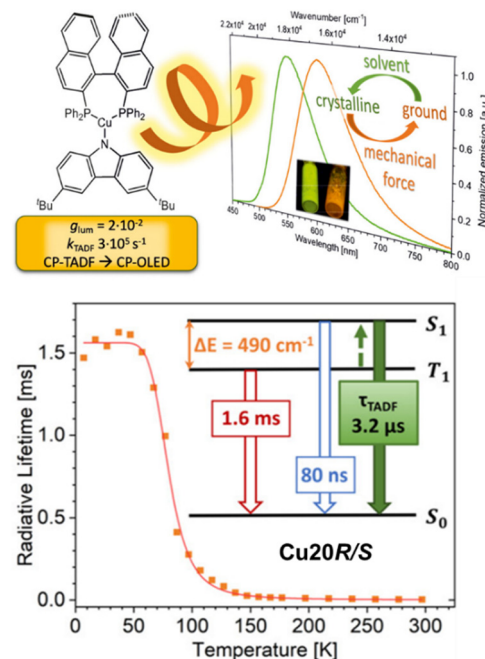 Wavenumber [cm⁻¹]
2.2x10⁴ 2x10⁴ 1.8x10⁴ 1.6x10⁴ 1.4x10⁴
Ph₂P PPh₂
Cu
N
ᵗBu ᵗBu
g_lum = 2·10⁻²
k_TADF 3·10⁵ s⁻¹
CP-TADF → CP-OLED
solvent
crystalline ground
mechanical
force
Normalized emission [a.u.]
1.0
0.8
0.6
0.4
0.2
0.0
450 500 550 600 650 700 750 800
Wavelength [nm]
Radiative Lifetime [ms]
1.5
1.0
0.5
0.0
ΔE = 490 cm⁻¹
S₁
T₁
1.6 ms
80 ns
τ_TADF
3.2 µs
S₀
Cu20R/S
0 50 100 150 200 250 300
Temperature [K]